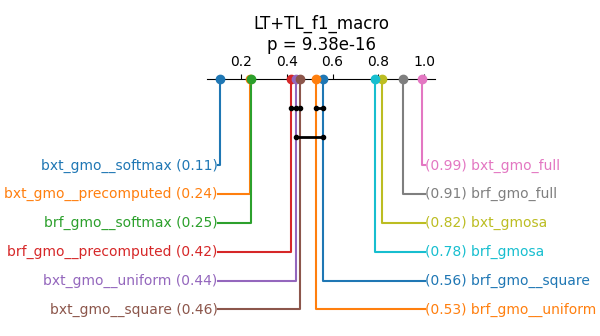 LT+TL_f1_macro
p = 9.38e-16
0.2 0.4 0.6 0.8 1.0
bxt_gmo__softmax (0.11) (0.99) bxt_gmo_full
bxt_gmo__precomputed (0.24) (0.91) brf_gmo_full
brf_gmo__softmax (0.25) (0.82) bxt_gmosa
brf_gmo__precomputed (0.42) (0.78) brf_gmosa
bxt_gmo__uniform (0.44) (0.56) brf_gmo__square
bxt_gmo__square (0.46) (0.53) brf_gmo__uniform